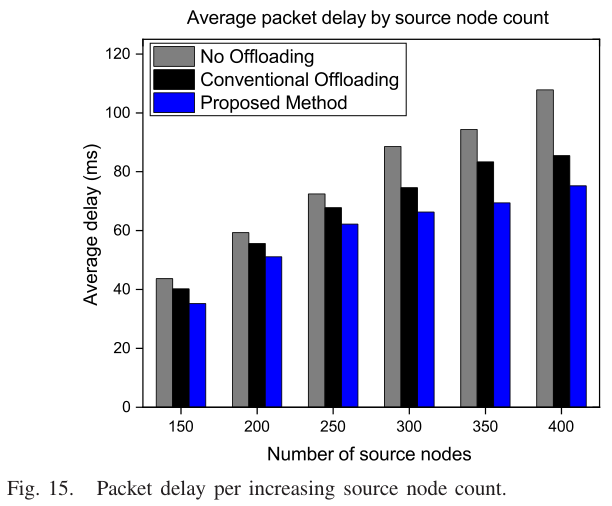 Average packet delay by source node count
120
100
80
60
40
20
0
Average delay (ms)
No Offloading
Conventional Offloading
Proposed Method
150 200 250 300 350 400
Number of source nodes
Fig. 15. Packet delay per increasing source node count.